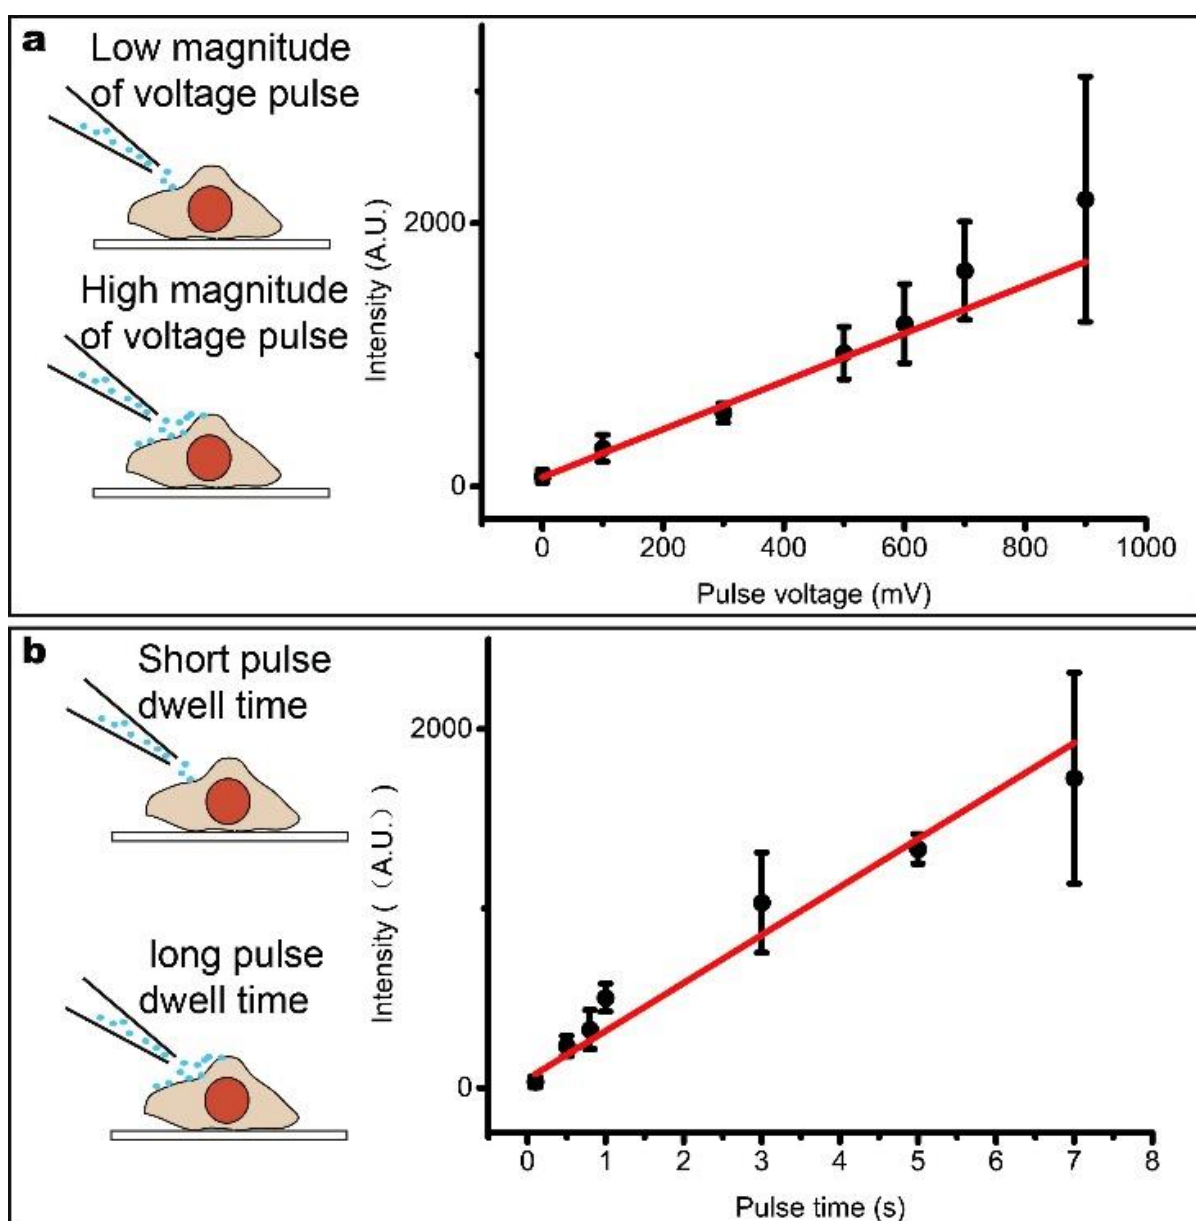 a
Low magnitude
of voltage pulse
High magnitude
of voltage pulse
Intensity (A.U.)
2000
0
0 200 400 600 800 1000
Pulse voltage (mV)
b
Short pulse
dwell time
long pulse
dwell time
Intensity (（A.U.）)
2000
0
0 1 2 3 4 5 6 7 8
Pulse time (s)